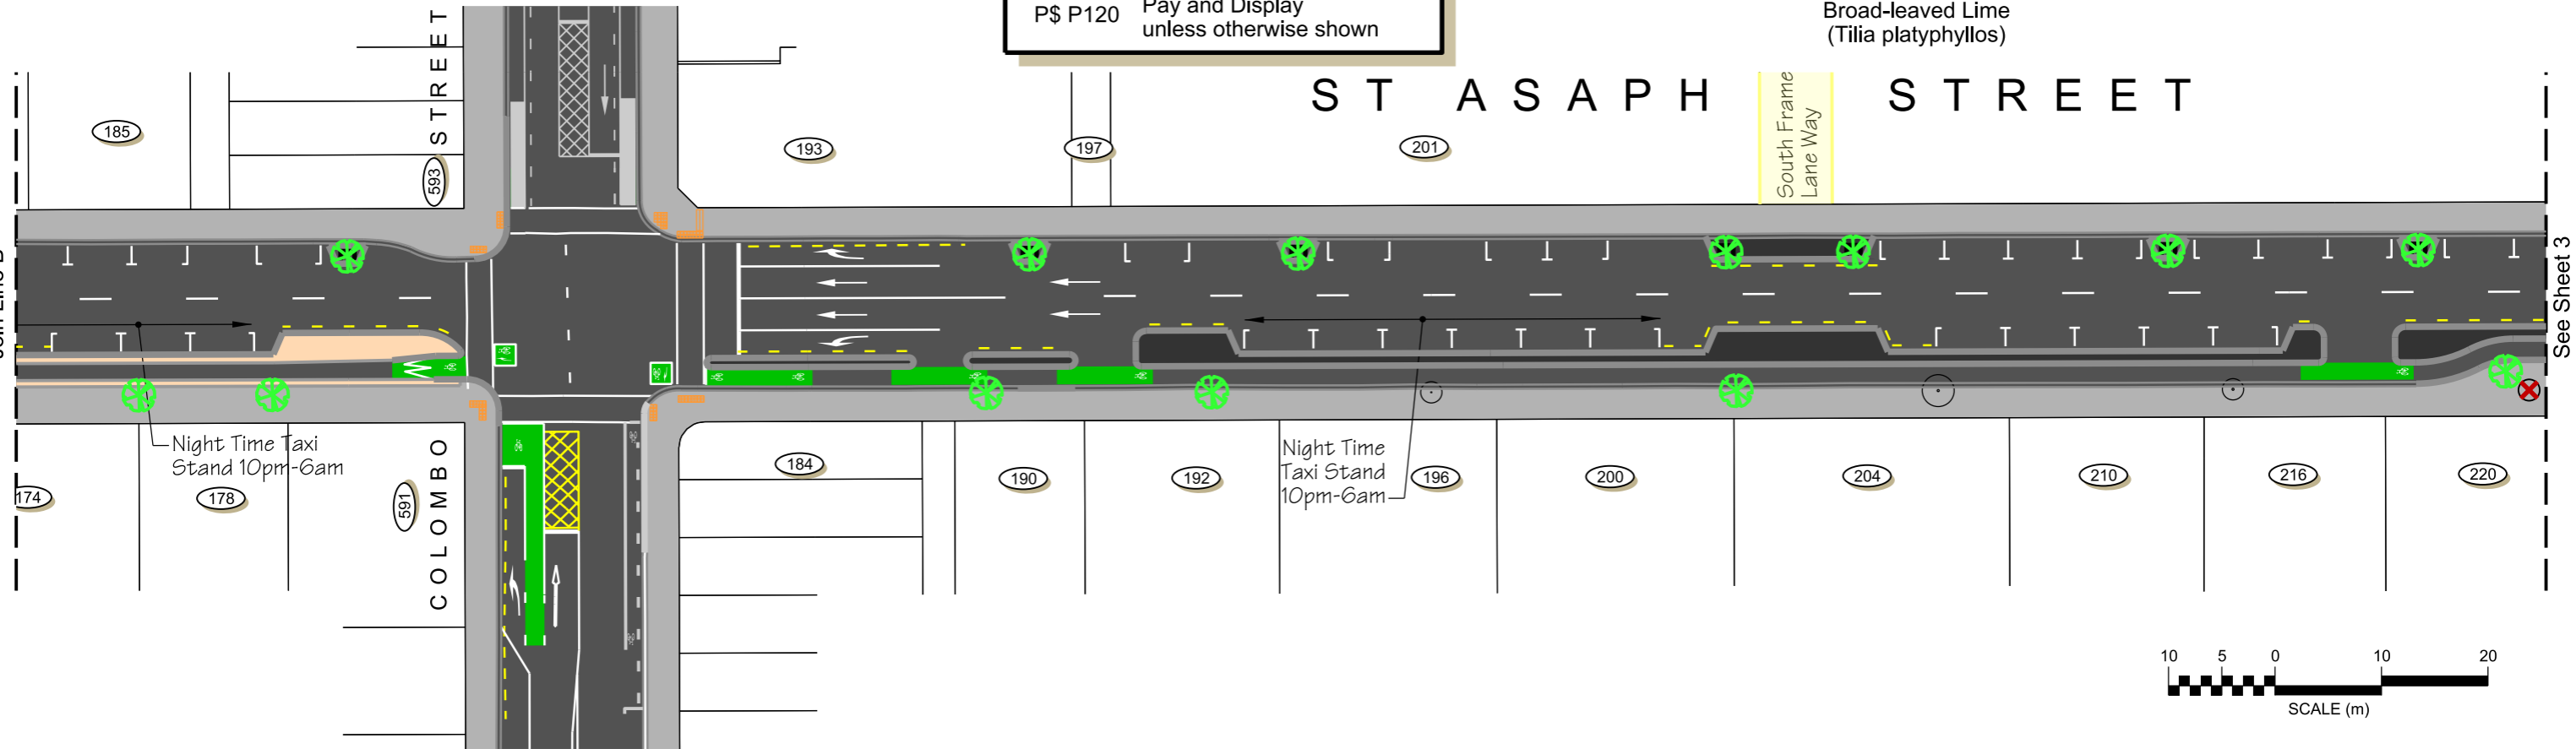 P$ P120 Pay and Display
unless otherwise shown
Broad-leaved Lime
(Tilia platyphyllos)
ST ASAPH STREET
South Frame
Lane Way
STREET
185
593
193
197
201
See Sheet 3
Night Time Taxi
Stand 10pm-6am
Night Time
Taxi Stand
10pm-6am
COLOMBO
174
178
591
184
190
192
196
200
204
210
216
220
10 5 0 10 20
SCALE (m)